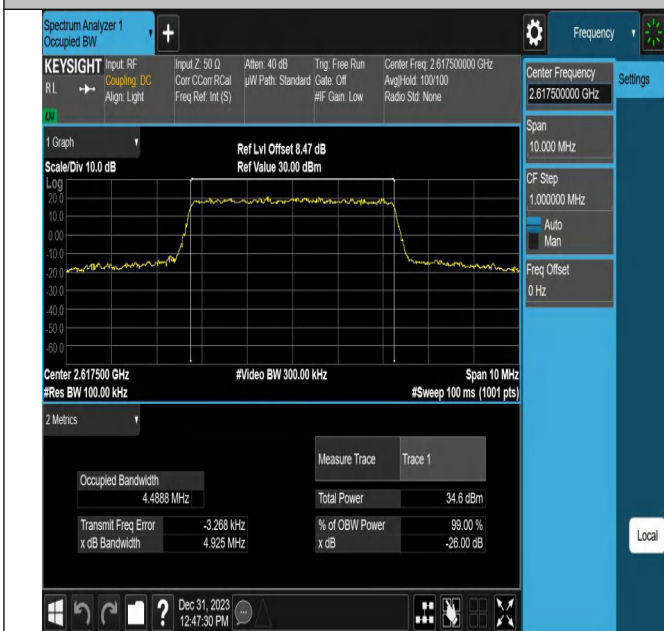 Spectrum Analyzer 1
Occupied BW
+
Frequency
KEYSIGHT
RL
LXI
Input: RF
Coupling: DC
Align: Light
Input Z: 50 Ω
Corr CCorr RCal
Freq Ref: Int (S)
Atten: 40 dB
µW Path: Standard
Trig: Free Run
Gate: Off
#IF Gain: Low
Center Freq: 2.617500000 GHz
Avg|Hold: 100/100
Radio Std: None
Center Frequency
2.617500000 GHz
Settings
Span
10.000 MHz
CF Step
1.000000 MHz
Auto
Man
Freq Offset
0 Hz
Local
1 Graph
Scale/Div 10.0 dB
Ref Lvl Offset 8.47 dB
Ref Value 30.00 dBm
Log
20.0
10.0
0.00
-10.0
-20.0
-30.0
-40.0
-50.0
-60.0
Center 2.617500 GHz
#Video BW 300.00 kHz
Span 10 MHz
#Res BW 100.00 kHz
#Sweep 100 ms (1001 pts)
2 Metrics
Measure Trace Trace 1
Occupied Bandwidth
4.4888 MHz
Total Power 34.6 dBm
Transmit Freq Error -3.268 kHz
% of OBW Power 99.00 %
x dB Bandwidth 4.925 MHz
x dB -26.00 dB
?
Dec 31, 2023
12:47:30 PM